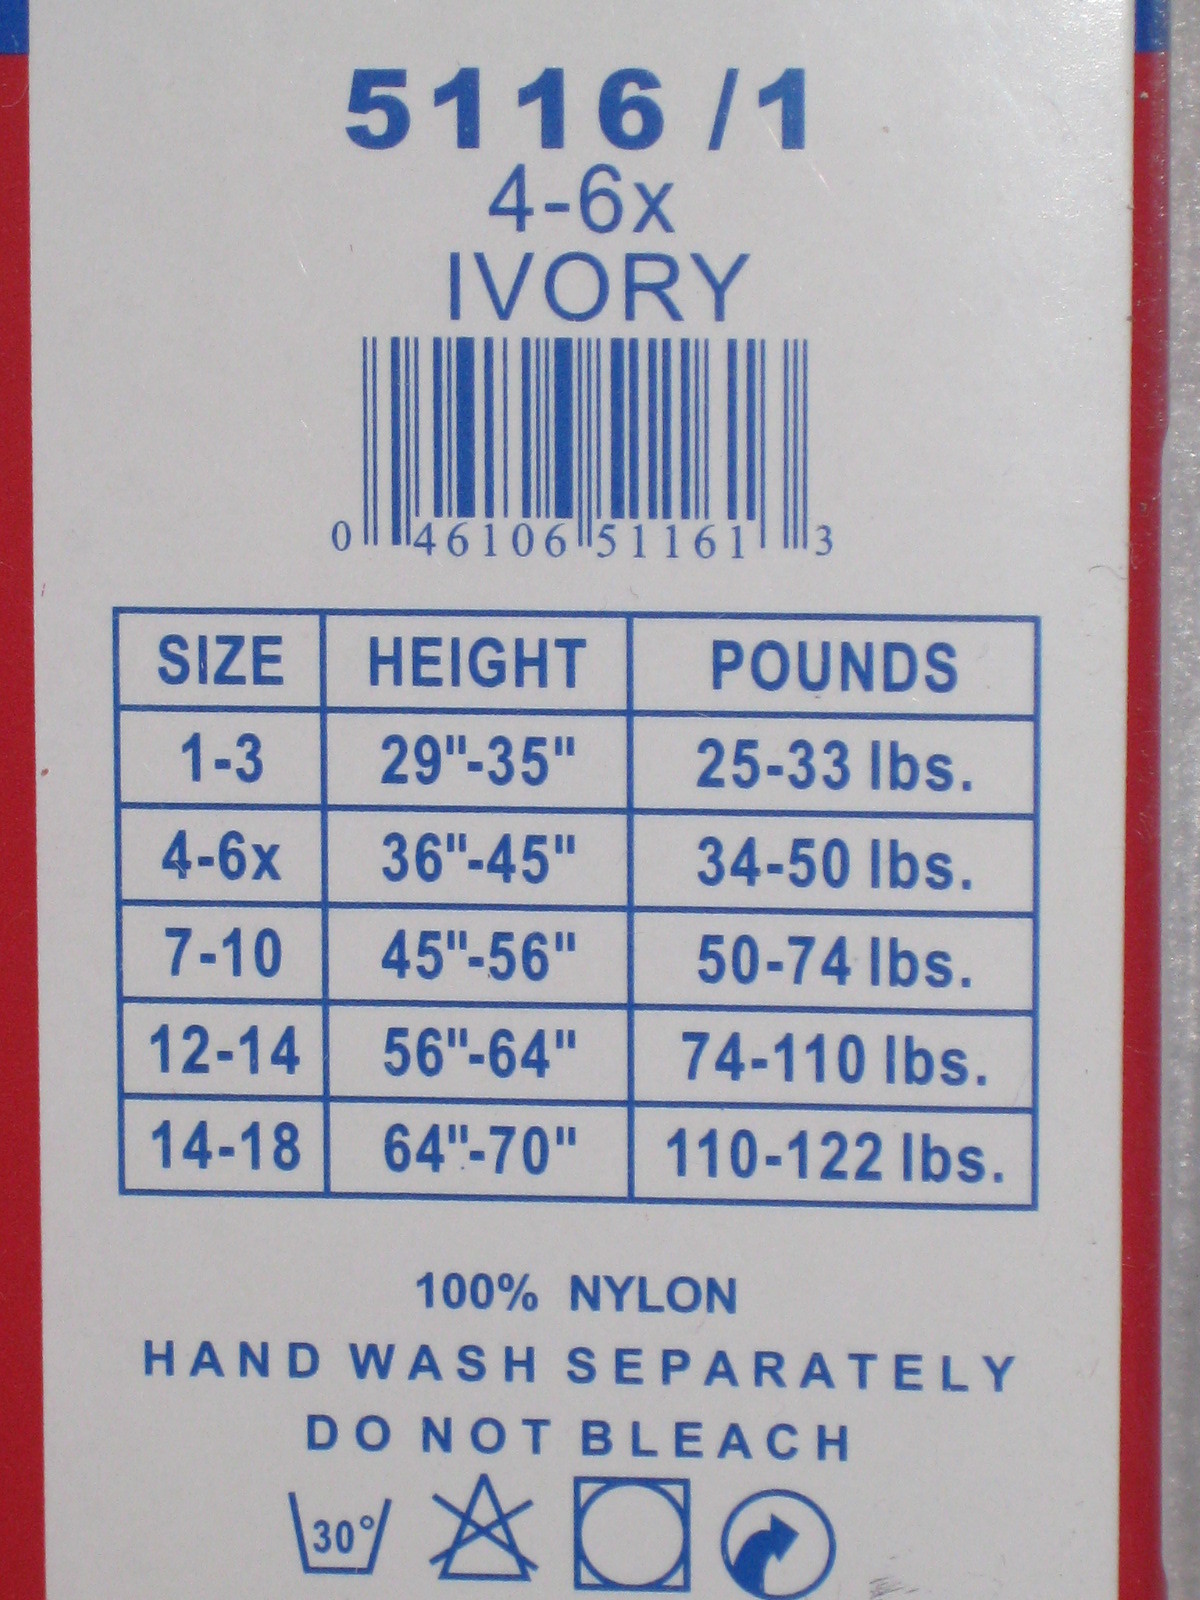 5116 /1
4-6x
IVORY
0 46106 51161 3
SIZE HEIGHT POUNDS
1-3 29"-35" 25-33 lbs.
4-6x 36"-45" 34-50 lbs.
7-10 45"-56" 50-74 lbs.
12-14 56"-64" 74-110 lbs.
14-18 64"-70" 110-122 lbs.
100% NYLON
HAND WASH SEPARATELY
DO NOT BLEACH
30°